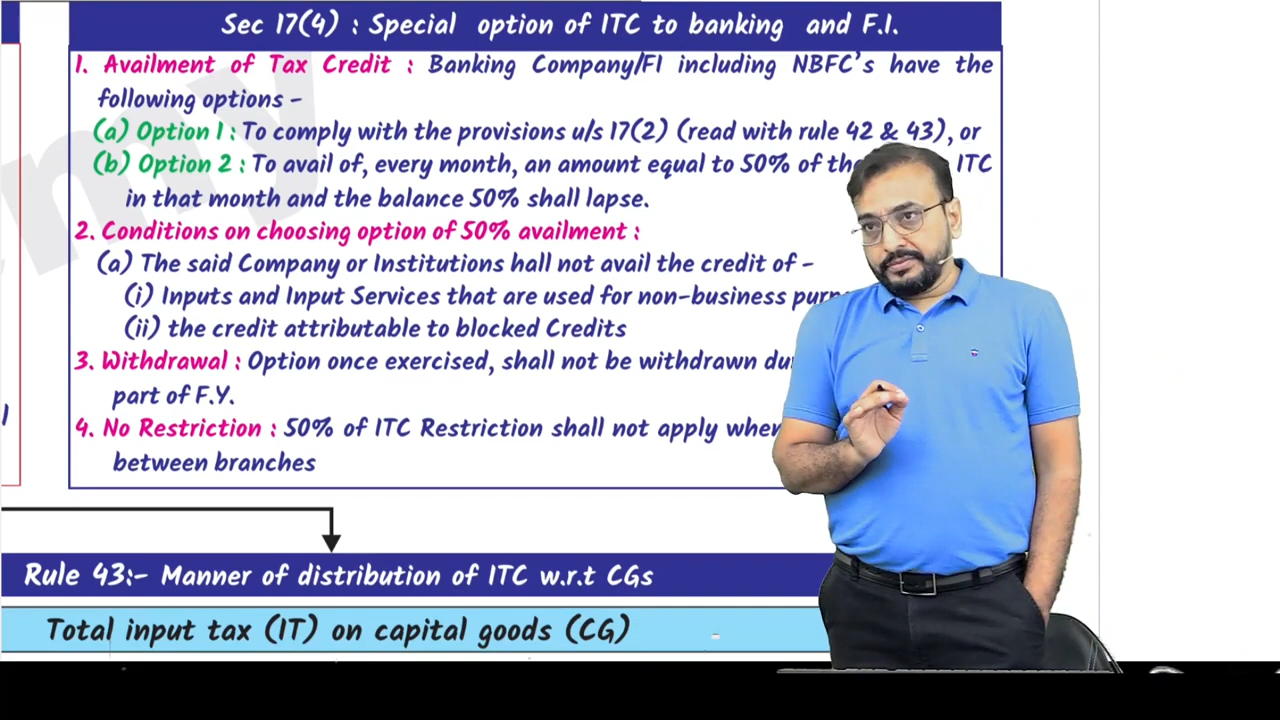 Sec 17(4) : Special option of ITC to banking and F.I.
1. Availment of Tax Credit : Banking Company/FI including NBFC's have the
following options -
(a) Option 1 : To comply with the provisions u/s 17(2) (read with rule 42 & 43), or
(b) Option 2 : To avail of, every month, an amount equal to 50% of the ITC
in that month and the balance 50% shall lapse.
2. Conditions on choosing option of 50% availment :
(a) The said Company or Institutions hall not avail the credit of -
(i) Inputs and Input Services that are used for non-business
(ii) the credit attributable to blocked Credits
3. Withdrawal : Option once exercised, shall not be withdrawn
part of F.Y.
4. No Restriction : 50% of ITC Restriction shall not apply when
between branches
Rule 43:- Manner of distribution of ITC w.r.t CGs
Total input tax (IT) on capital goods (CG)